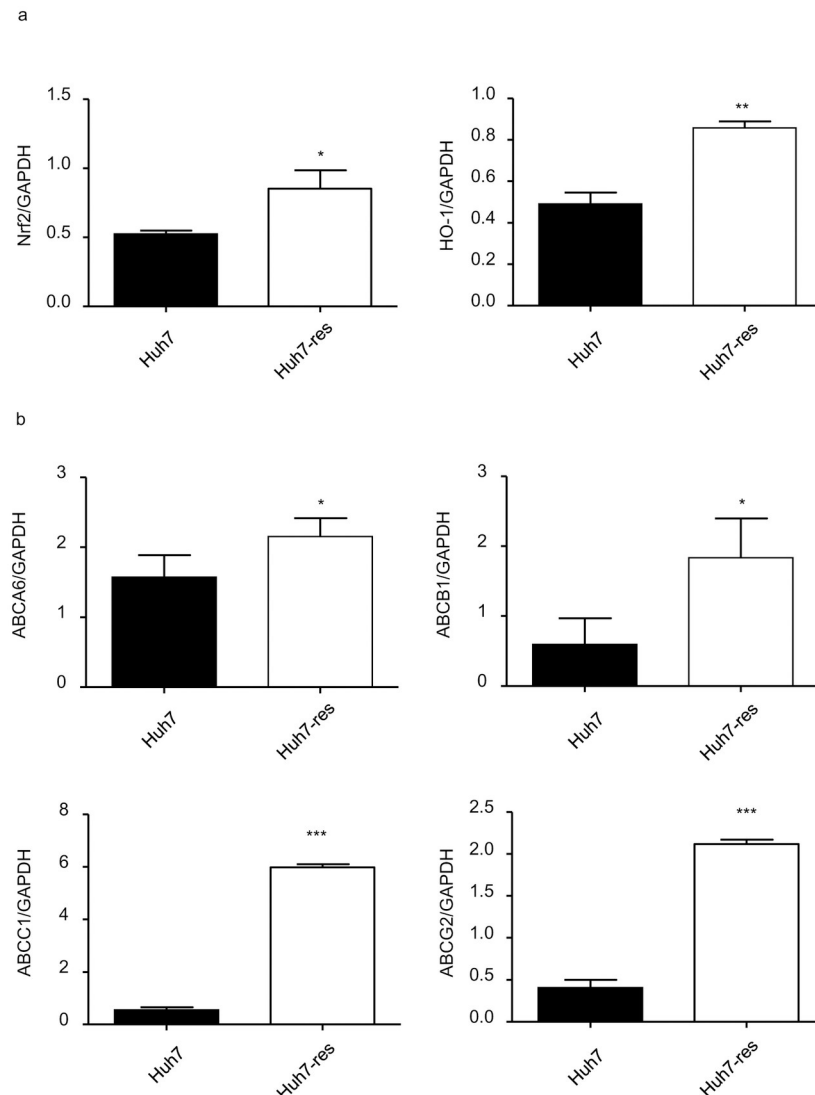 a
Nrf2/GAPDH
1.5
1.0
0.5
0.0
*
Huh7
Huh7-res
HO-1/GAPDH
1.0
0.8
0.6
0.4
0.2
0.0
**
Huh7
Huh7-res
b
ABCA6/GAPDH
3
2
1
0
*
Huh7
Huh7-res
ABCB1/GAPDH
3
2
1
0
*
Huh7
Huh7-res
ABCC1/GAPDH
8
6
4
2
0
***
Huh7
Huh7-res
ABCG2/GAPDH
2.5
2.0
1.5
1.0
0.5
0.0
***
Huh7
Huh7-res